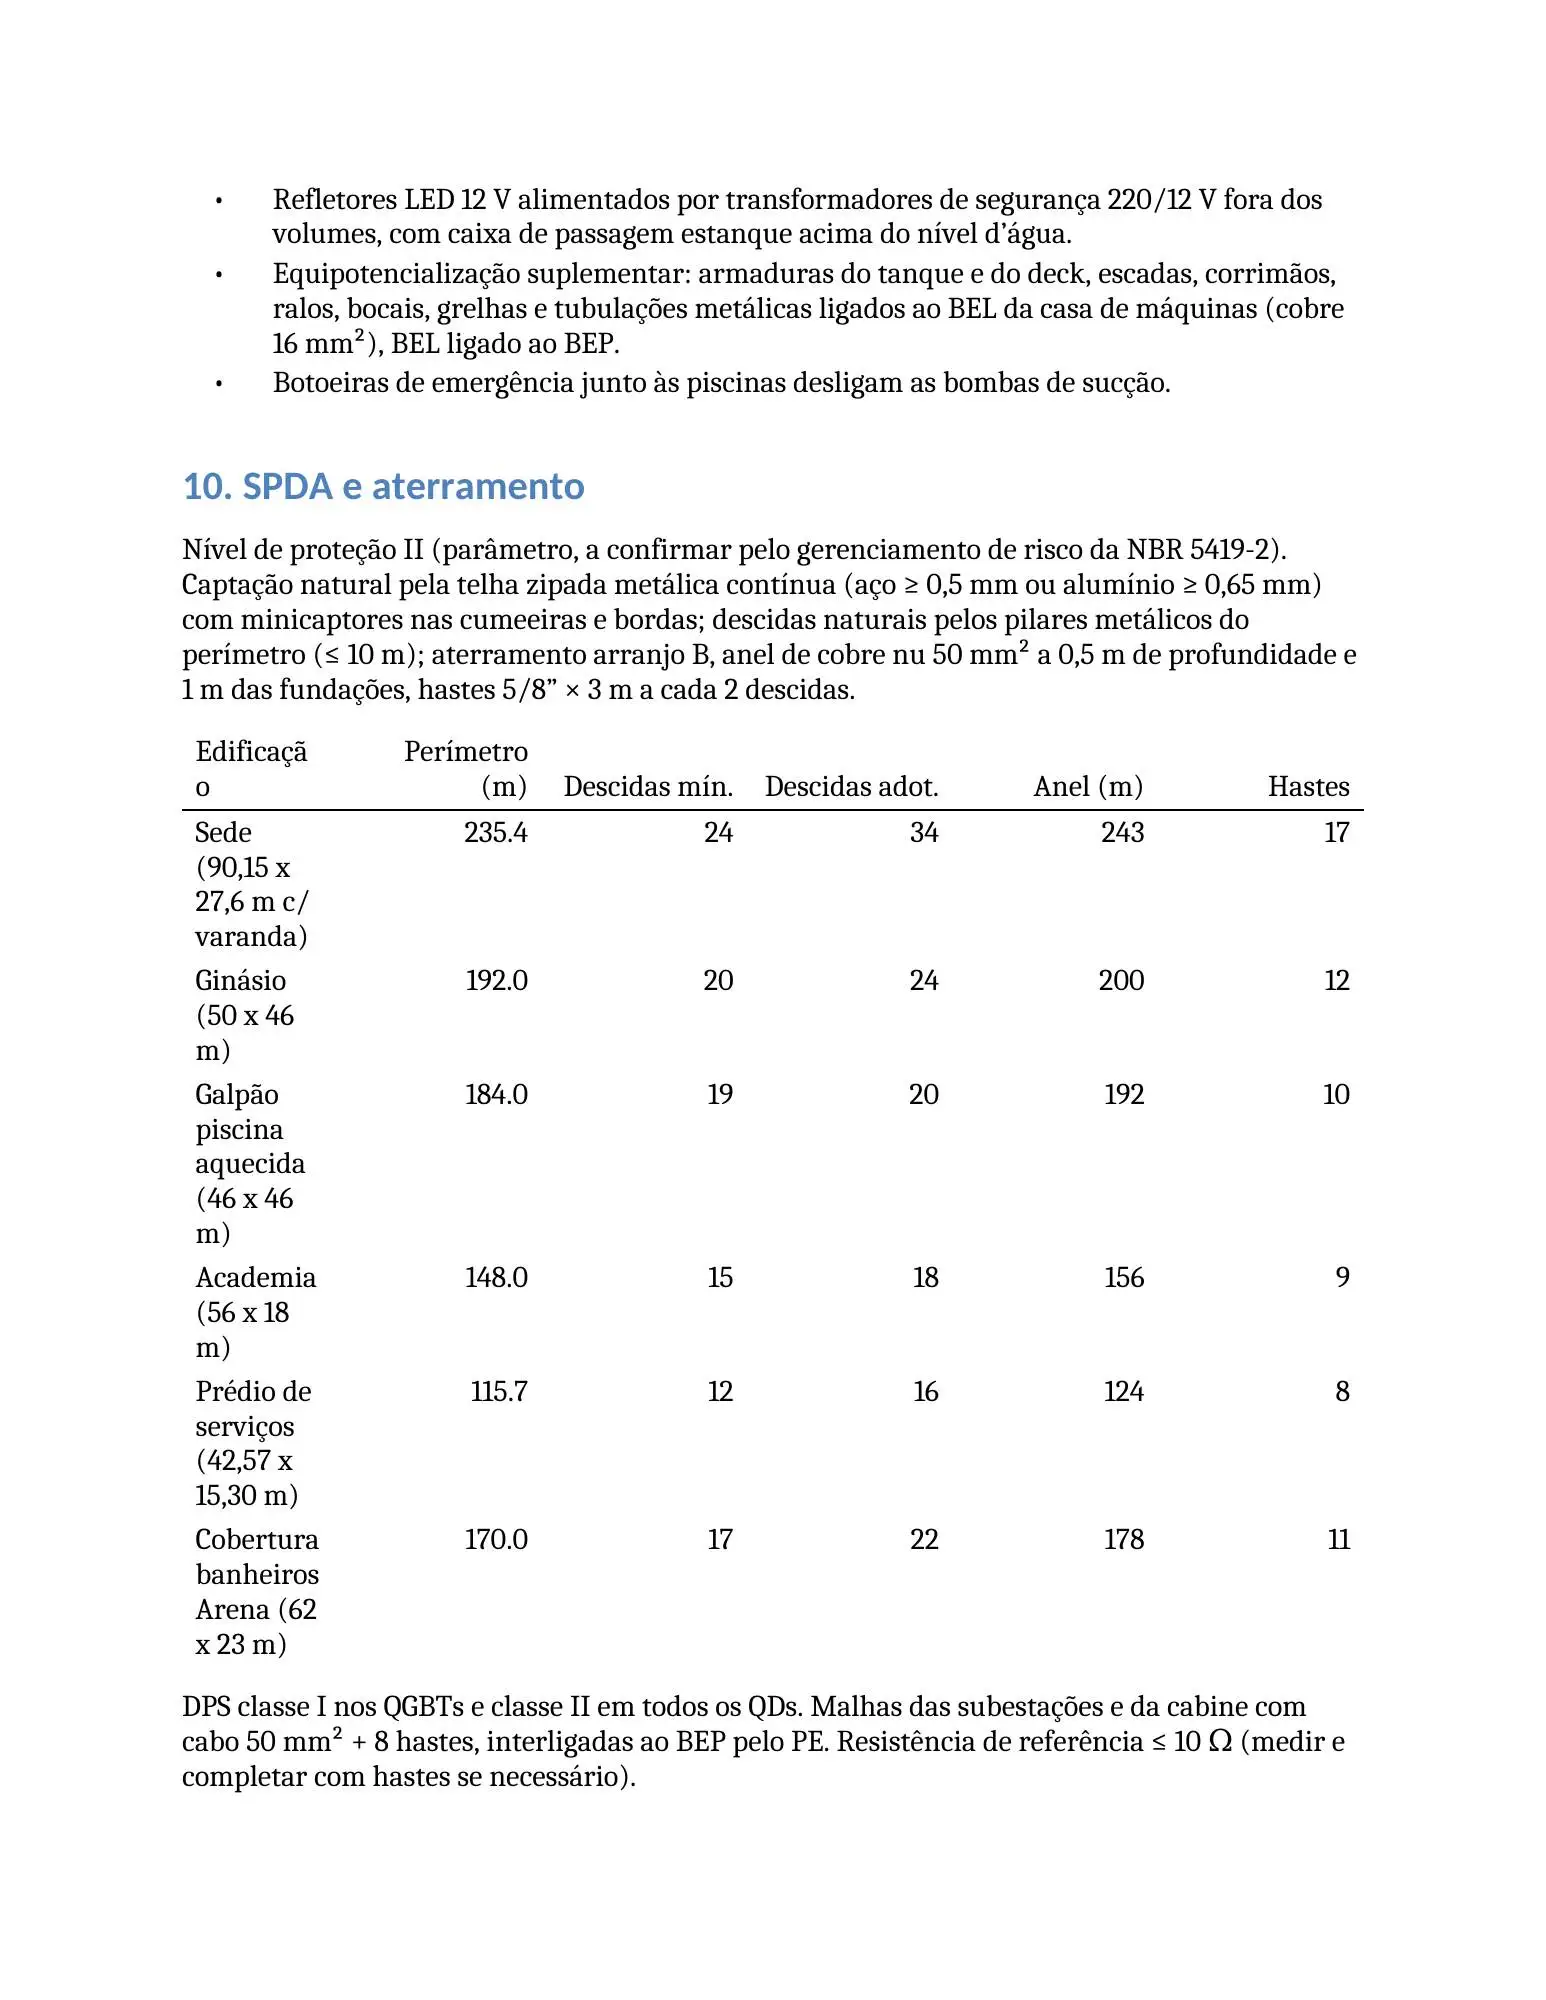 • Refletores LED 12 V alimentados por transformadores de segurança 220/12 V fora dos
volumes, com caixa de passagem estanque acima do nível d’água.
• Equipotencialização suplementar: armaduras do tanque e do deck, escadas, corrimãos,
ralos, bocais, grelhas e tubulações metálicas ligados ao BEL da casa de máquinas (cobre
16 mm²), BEL ligado ao BEP.
• Botoeiras de emergência junto às piscinas desligam as bombas de sucção.
10. SPDA e aterramento
Nível de proteção II (parâmetro, a confirmar pelo gerenciamento de risco da NBR 5419-2).
Captação natural pela telha zipada metálica contínua (aço ≥ 0,5 mm ou alumínio ≥ 0,65 mm)
com minicaptores nas cumeeiras e bordas; descidas naturais pelos pilares metálicos do
perímetro (≤ 10 m); aterramento arranjo B, anel de cobre nu 50 mm² a 0,5 m de profundidade e
1 m das fundações, hastes 5/8” × 3 m a cada 2 descidas.
Edificaçã Perímetro
o (m) Descidas mín. Descidas adot. Anel (m) Hastes
Sede 235.4 24 34 243 17
(90,15 x
27,6 m c/
varanda)
Ginásio 192.0 20 24 200 12
(50 x 46
m)
Galpão 184.0 19 20 192 10
piscina
aquecida
(46 x 46
m)
Academia 148.0 15 18 156 9
(56 x 18
m)
Prédio de 115.7 12 16 124 8
serviços
(42,57 x
15,30 m)
Cobertura 170.0 17 22 178 11
banheiros
Arena (62
x 23 m)
DPS classe I nos QGBTs e classe II em todos os QDs. Malhas das subestações e da cabine com
cabo 50 mm² + 8 hastes, interligadas ao BEP pelo PE. Resistência de referência ≤ 10 Ω (medir e
completar com hastes se necessário).